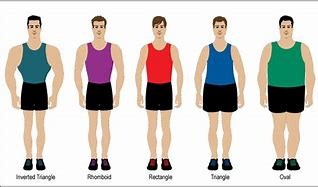 Inverted Triangle
Rhomboid
Rectangle
Triangle
Oval